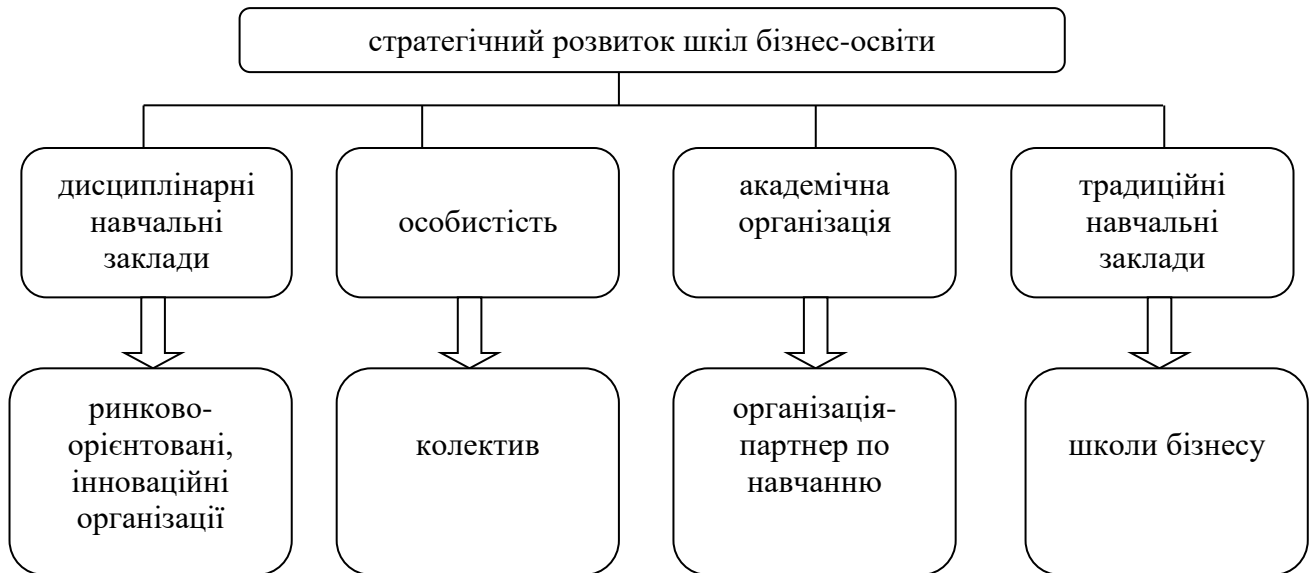 стратегічний розвиток шкіл бізнес-освіти
дисциплінарні
навчальні
заклади
особистість
академічна
організація
традиційні
навчальні
заклади
ринково-
орієнтовані,
інноваційні
організації
колектив
організація-
партнер по
навчанню
школи бізнесу